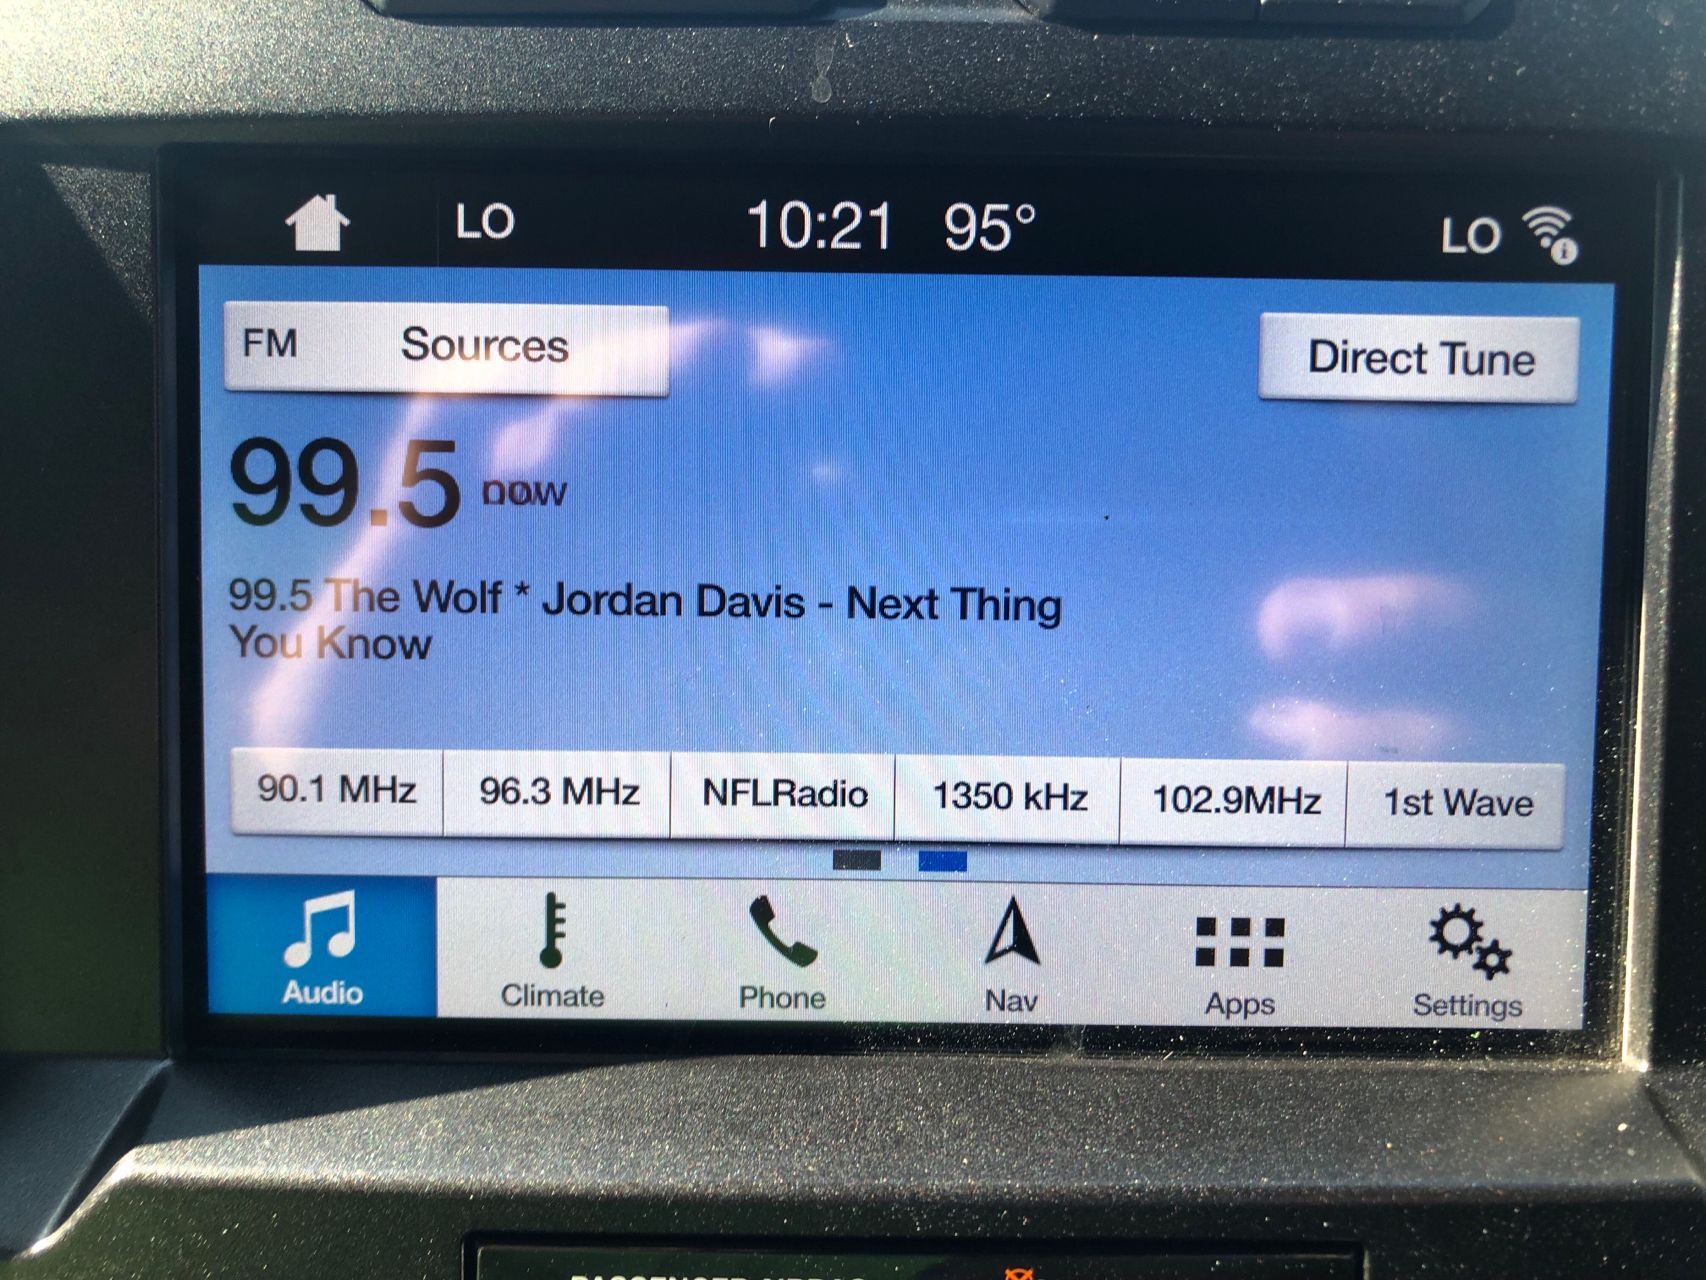 LO 10:21 95° LO
FM Sources Direct Tune
99.5 now
99.5 The Wolf * Jordan Davis - Next Thing
You Know
90.1 MHz 96.3 MHz NFLRadio 1350 kHz 102.9MHz 1st Wave
Audio Climate Phone Nav Apps Settings
PASSENGER AIRBAG